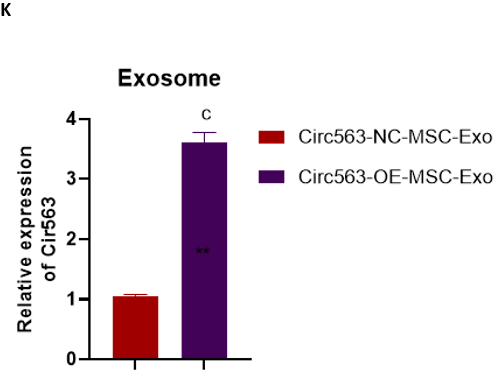 K
Exosome
c
Circ563-NC-MSC-Exo
Circ563-OE-MSC-Exo
Relative expression
of Cir563
4
3
2
**
1
0